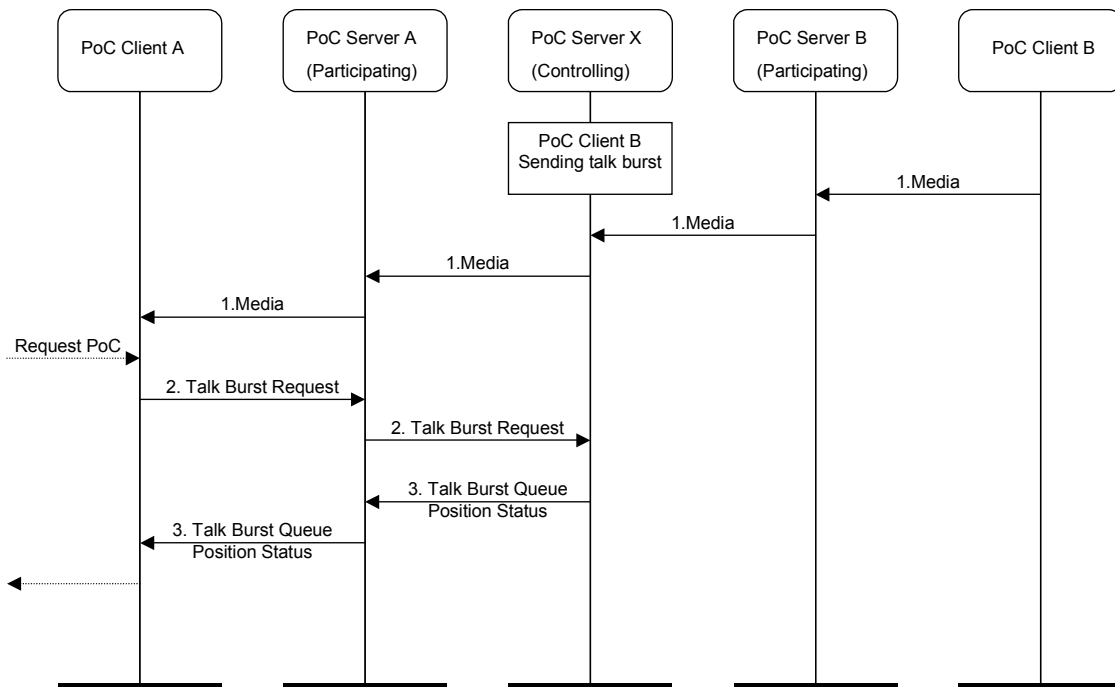 PoC Client A
PoC Server A
(Participating)
PoC Server X
(Controlling)
PoC Server B
(Participating)
PoC Client B
PoC Client B
Sending talk burst
1.Media
1.Media
1.Media
1.Media
Request PoC
2. Talk Burst Request
2. Talk Burst Request
3. Talk Burst Queue
Position Status
3. Talk Burst Queue
Position Status